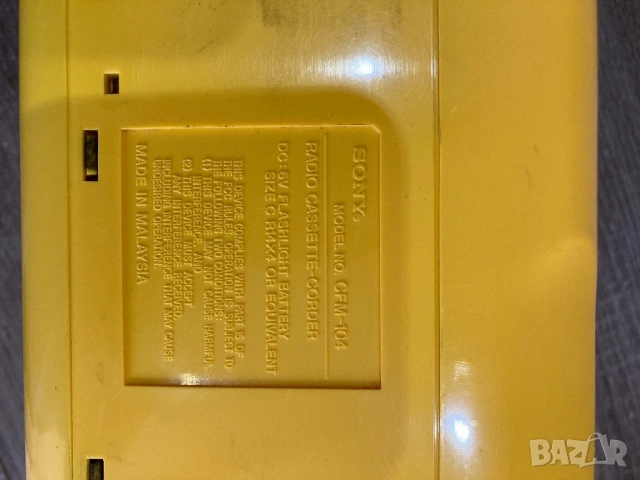 SONY®
MODEL NO. CFM-104
RADIO CASSETTE-CORDER
DC: 6V FLASHLIGHT BATTERY
SIZE C R14X4 OR EQUIVALENT
THIS DEVICE COMPLIES WITH PART 15 OF
THE FCC RULES. OPERATION IS SUBJECT TO
THE FOLLOWING TWO CONDITIONS:
(1) THIS DEVICE MAY NOT CAUSE HARMFUL
INTERFERENCE, AND
(2) THIS DEVICE MUST ACCEPT
ANY INTERFERENCE RECEIVED,
INCLUDING INTERFERENCE THAT MAY CAUSE
UNDESIRED OPERATION.
MADE IN MALAYSIA
BAZAR
bg